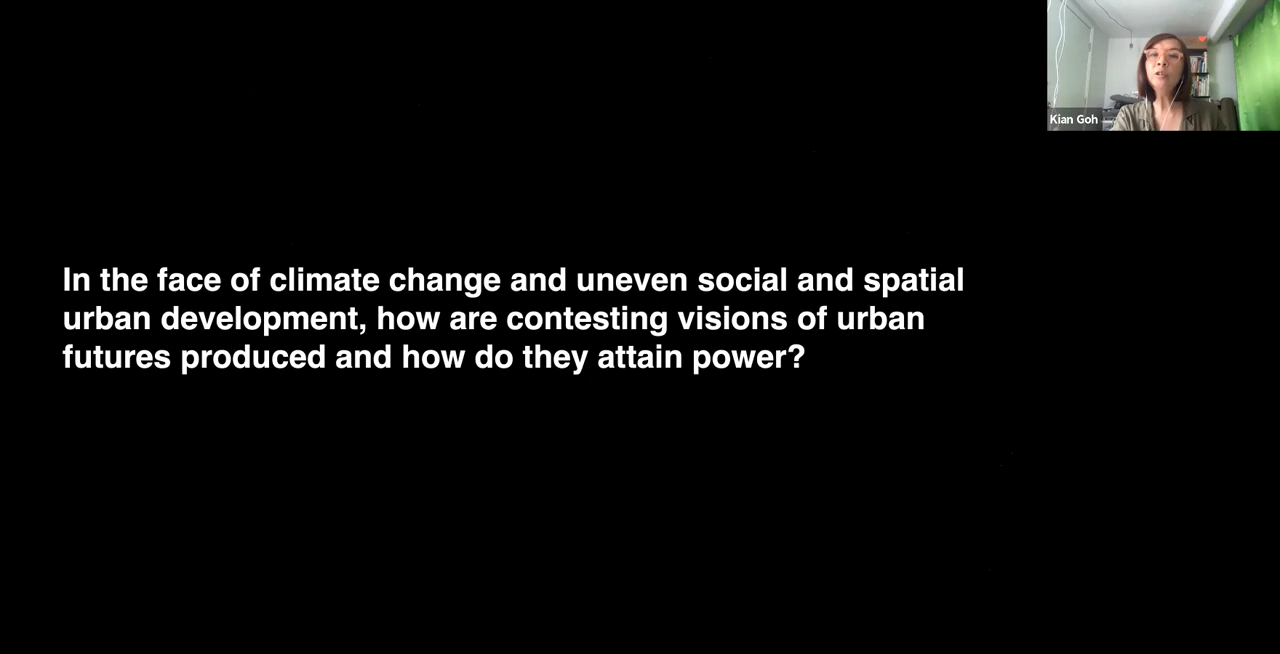 Kian Goh
In the face of climate change and uneven social and spatial
urban development, how are contesting visions of urban
futures produced and how do they attain power?